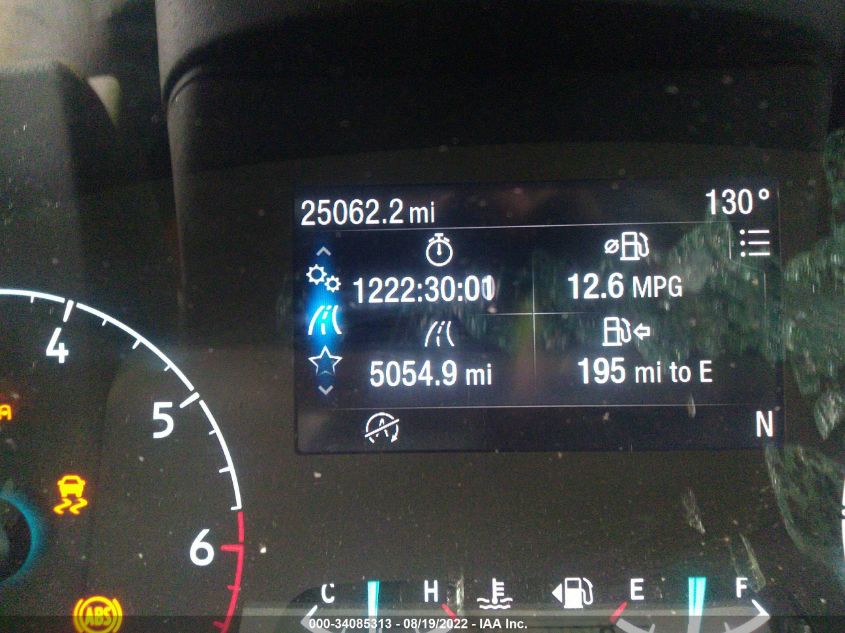 25062.2 mi
130°
1222:30:01
12.6 MPG
5054.9 mi
195 mi to E
A
N
4
5
6
ABS
C H
E F
000-34085313 - 08/19/2022 - IAA Inc.